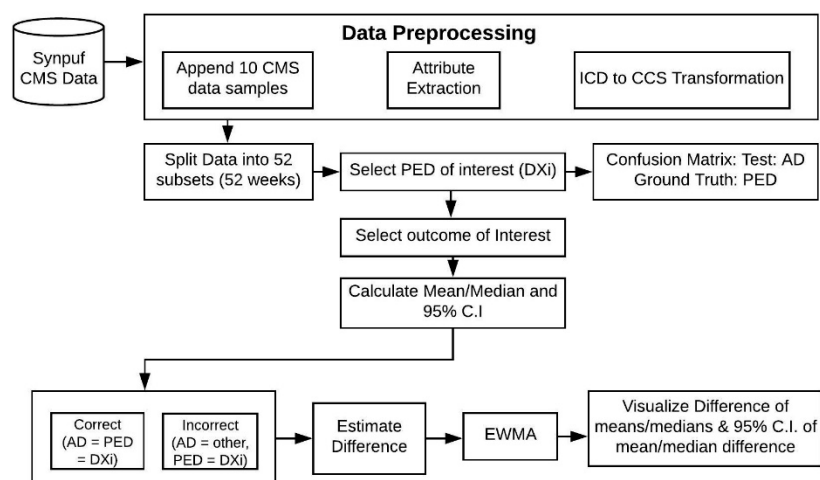 Synpuf
CMS Data
Data Preprocessing
Append 10 CMS
data samples
Attribute
Extraction
ICD to CCS Transformation
Split Data into 52
subsets (52 weeks)
Select PED of interest (DXi)
Confusion Matrix: Test: AD
Ground Truth: PED
Select outcome of Interest
Calculate Mean/Median and
95% C.I
Correct
(AD = PED
= DXi)
Incorrect
(AD = other,
PED = DXi)
Estimate
Difference
EWMA
Visualize Difference of
means/medians & 95% C.I. of
mean/median difference